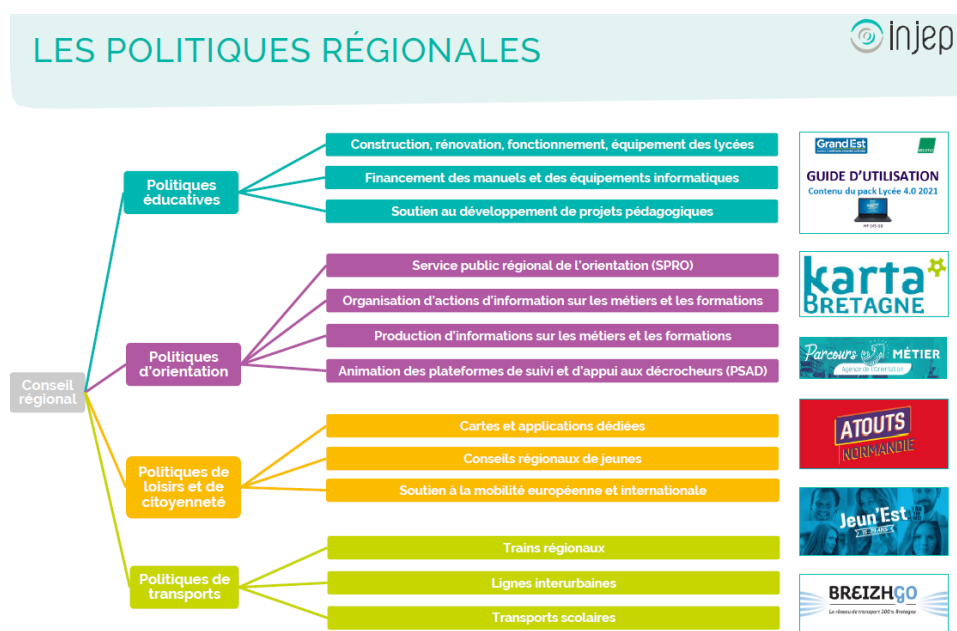 LES POLITIQUES RÉGIONALES
injep
Conseil
régional
Politiques
éducatives
Construction, rénovation, fonctionnement, équipement des lycées
Financement des manuels et des équipements informatiques
Soutien au développement de projets pédagogiques
Politiques
d'orientation
Service public régional de l'orientation (SPRO)
Organisation d'actions d'information sur les métiers et les formations
Production d'informations sur les métiers et les formations
Animation des plateformes de suivi et d'appui aux décrocheurs (PSAD)
Politiques de
loisirs et de
citoyenneté
Cartes et applications dédiées
Conseils régionaux de jeunes
Soutien à la mobilité européenne et internationale
Politiques de
transports
Trains régionaux
Lignes interurbaines
Transports scolaires
GrandEst
GUIDE D'UTILISATION
Contenu du pack Lycée 4.0 2021
karta
BRETAGNE
Parcours MÉTIER
Agence de l'Orientation
ATOUTS
NORMANDIE
Jeun'Est
BREIZHGO
Le réseau de transport 100% Bretagne